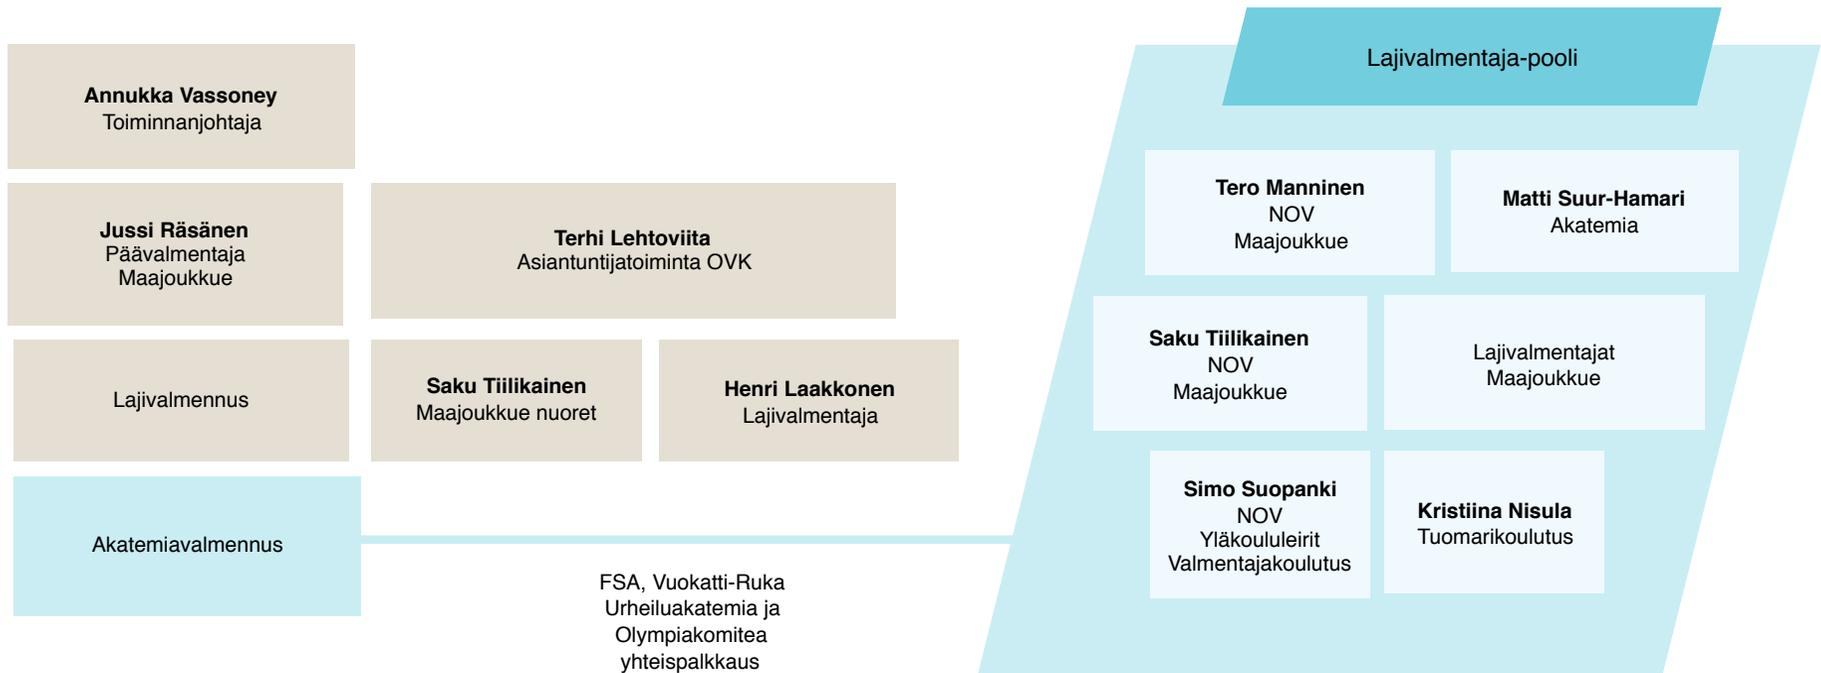 Annukka Vassoney
Toiminnanjohtaja
Jussi Räsänen
Päävalmentaja
Maajoukkue
Terhi Lehtoviita
Asiantuntijatoiminta OVK
Lajivalmennus
Saku Tiilikainen
Maajoukkue nuoret
Henri Laakkonen
Lajivalmentaja
Akatemiavalmennus
FSA, Vuokatti-Ruka
Urheiluakatemia ja
Olympiakomitea
yhteispalkkaus
Lajivalmentaja-pooli
Tero Manninen
NOV
Maajoukkue
Matti Suur-Hamari
Akatemia
Saku Tiilikainen
NOV
Maajoukkue
Lajivalmentajat
Maajoukkue
Simo Suopanki
NOV
Yläkoululeirit
Valmentajakoulutus
Kristiina Nisula
Tuomarikoulutus